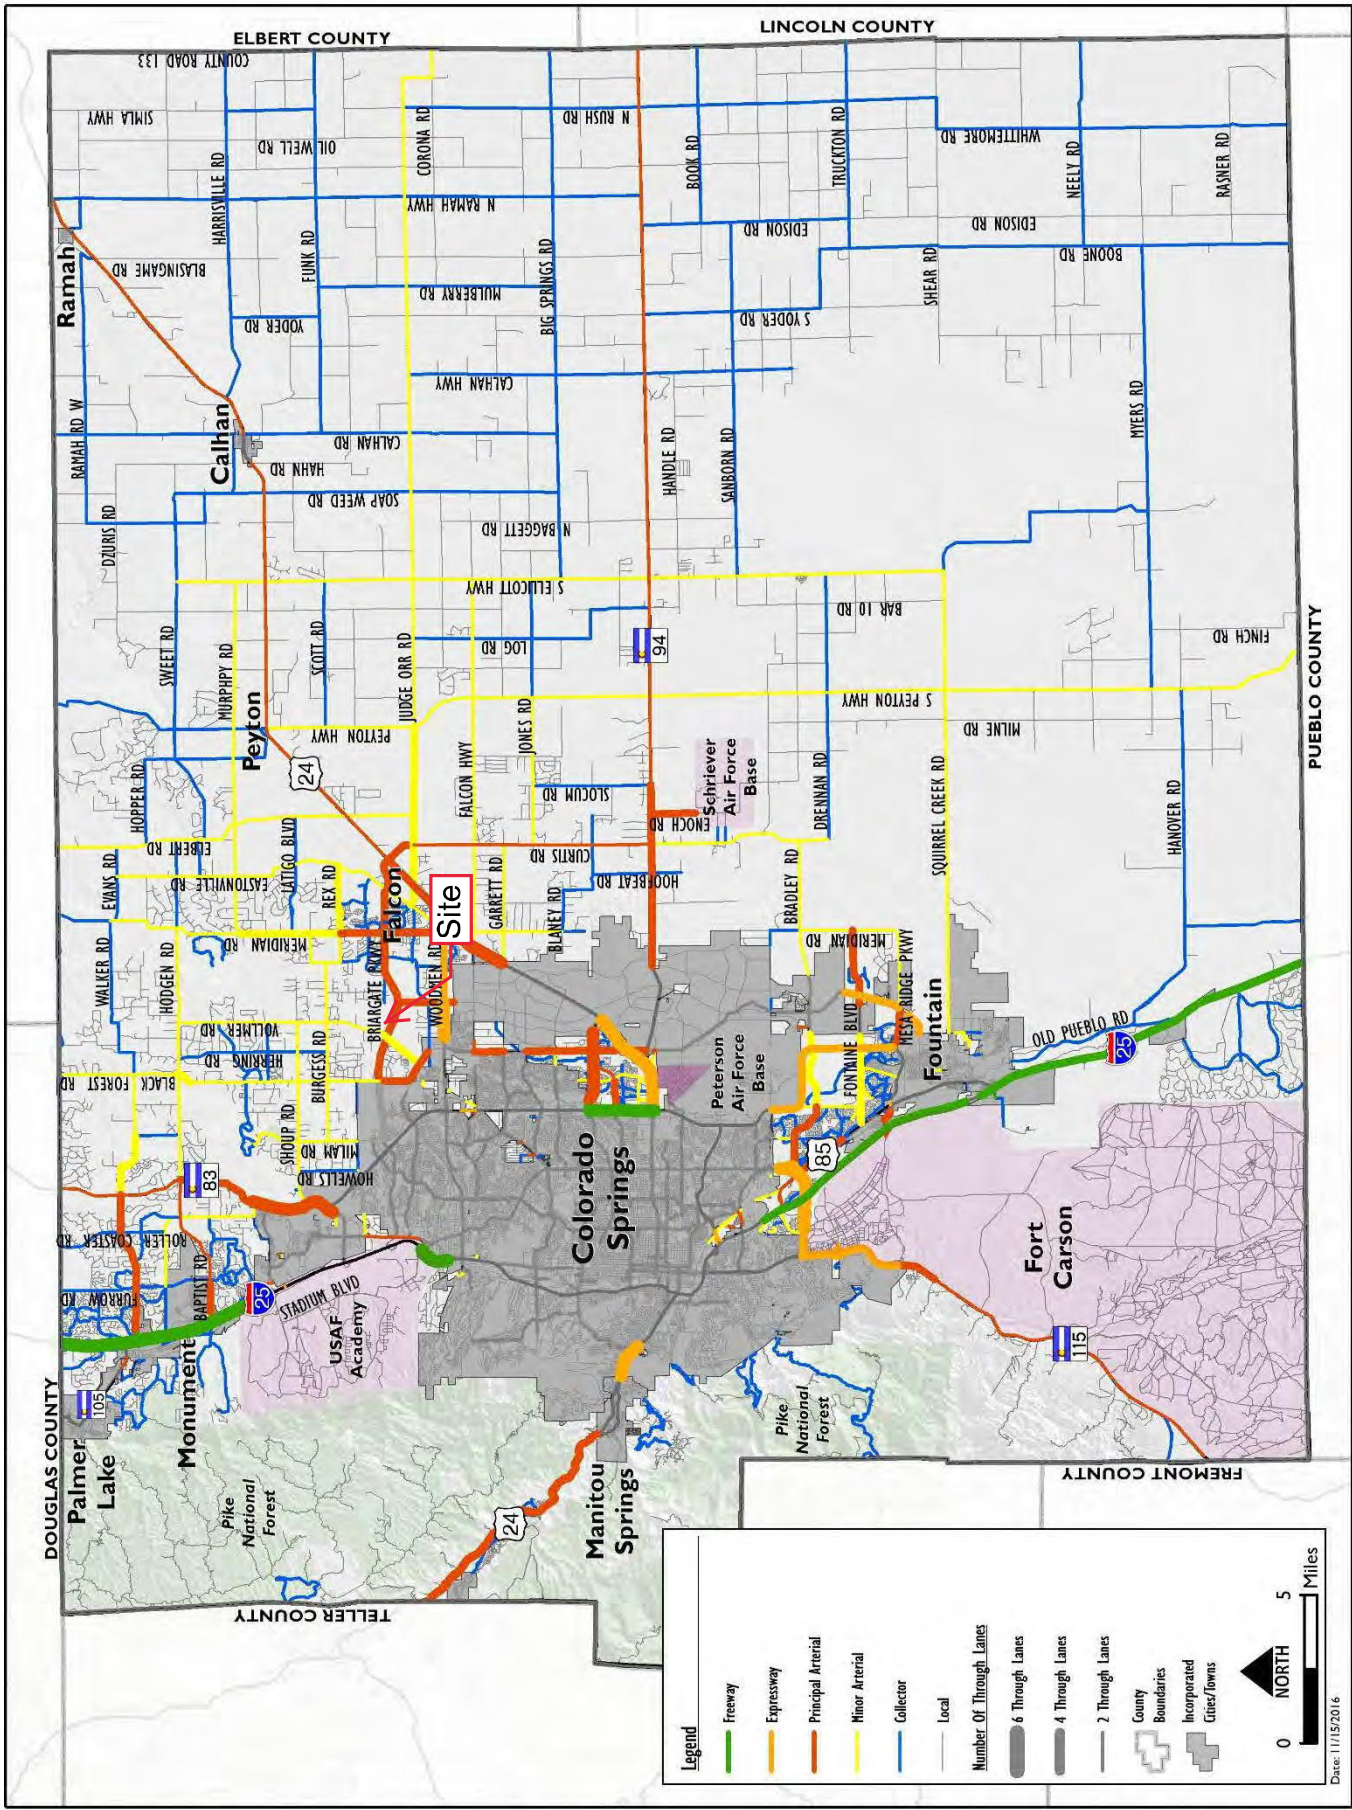 ELBERT COUNTY
LINCOLN COUNTY
COUNTY ROAD 133
SIMLA HWY
OIL WELL RD
HARRISVILLE RD
CORONA RD
N RUSH RD
BOOK RD
TRUCKTON RD
WHITTEMORE RD
NEELY RD
RASNER RD
N RAMAH HWY
EDISON RD
EDISON RD
Ramah
BLASINGAME RD
FUNK RD
MULBERRY RD
BIG SPRINGS RD
SHEAR RD
BOONE RD
YODER RD
S YODER RD
CALHAN HWY
RAMAH RD W
Calhan
CALHAN RD
HAHN RD
HANDLE RD
SANBORN RD
MYERS RD
SOAP WEED RD
DZURIS RD
N BAGGETT RD
S ELLICOTT HWY
BAR 10 RD
SWEET RD
MURPHPY RD
SCOTT RD
JUDGE ORR RD
LOG RD
94
FINCH RD
PUEBLO COUNTY
Peyton
PEYTON HWY
S PEYTON HWY
MILNE RD
24
FALCON HWY
JONES RD
Schriever
Air Force
Base
HOPPER RD
SLOCUM RD
DRENNAN RD
SQUIRREL CREEK RD
HANOVER RD
ELBERT RD
LATIGO BLVD
ENOCH RD
CURTIS RD
EVANS RD
EASTONVILLE RD
REX RD
Falcon
Site
GARRETT RD
HOOFBEAT RD
BRADLEY RD
BLANEY RD
WALKER RD
HODGEN RD
MERIDIAN RD
BRIARGATE PKWY
WOODMEN RD
MERIDIAN RD
MESA RIDGE PKWY
VOLLMER RD
HERRING RD
BURGESS RD
BLACK FOREST RD
FONTAINE BLVD
Fountain
OLD PUEBLO RD
25
Peterson
Air Force
Base
SHOUP RD
MILAM RD
HOWELLS RD
83
Colorado
Springs
85
ROLLER COASTER RD
FURROW RD
BAPTIST RD
25
STADIUM BLVD
USAF
Academy
Fort
Carson
115
Monument
105
DOUGLAS COUNTY
Palmer
Lake
Pike
National
Forest
Pike
National
Forest
FREMONT COUNTY
Manitou
Springs
24
TELLER COUNTY
Legend
Freeway
Expressway
Principal Arterial
Minor Arterial
Collector
Local
Number Of Through Lanes
6 Through Lanes
4 Through Lanes
2 Through Lanes
County
Boundaries
Incorporated
Cities/Towns
NORTH
0
5
Miles
Date: 11/15/2016